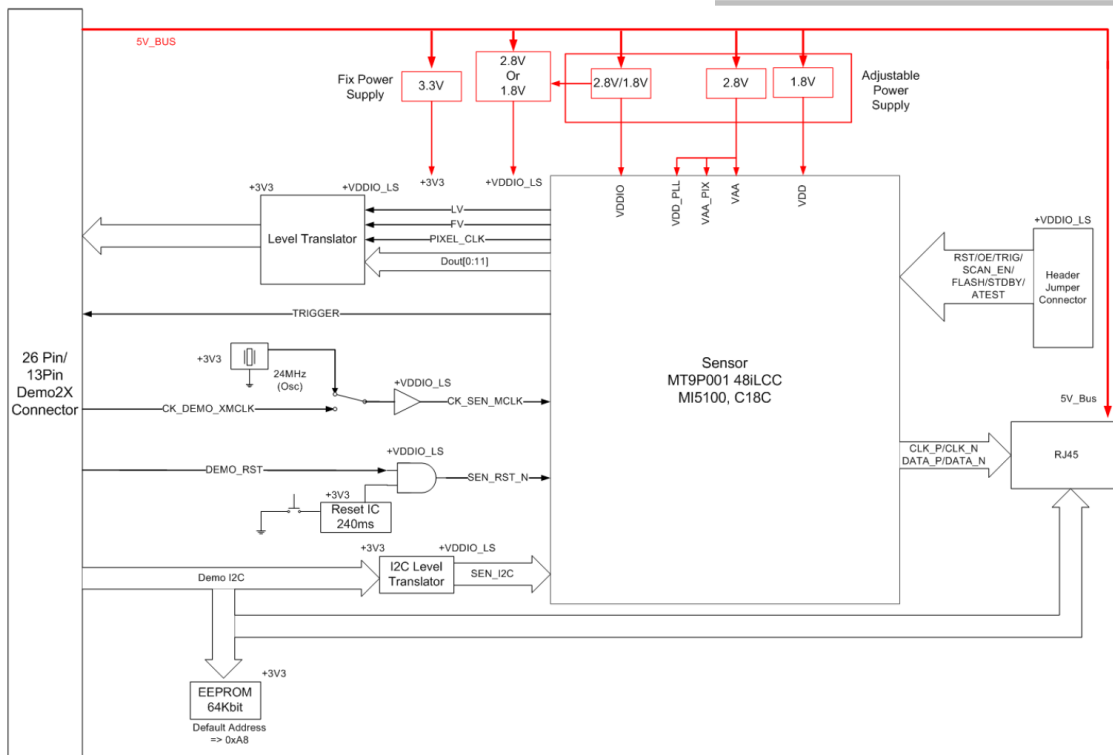 5V_BUS
Fix Power
Supply
3.3V
2.8V
Or
1.8V
2.8V/1.8V
2.8V
1.8V
Adjustable
Power
Supply
+3V3
+VDDIO_LS
VDDIO
VDD_PLL
VAA_PIX
VAA
VDD
+3V3
+VDDIO_LS
Level Translator
LV
FV
PIXEL_CLK
Dout[0:11]
+VDDIO_LS
RST/OE/TRIG/
SCAN_EN/
FLASH/STDBY/
ATEST
Header
Jumper
Connector
TRIGGER
26 Pin/
13Pin
Demo2X
Connector
+3V3
24MHz
(Osc)
+VDDIO_LS
CK_DEMO_XMCLK
CK_SEN_MCLK
Sensor
MT9P001 48iLCC
MI5100, C18C
5V_Bus
CLK_P/CLK_N
DATA_P/DATA_N
RJ45
+VDDIO_LS
DEMO_RST
SEN_RST_N
+3V3
Reset IC
240ms
+3V3
+VDDIO_LS
Demo I2C
I2C Level
Translator
SEN_I2C
+3V3
EEPROM
64Kbit
Default Address
=> 0xA8